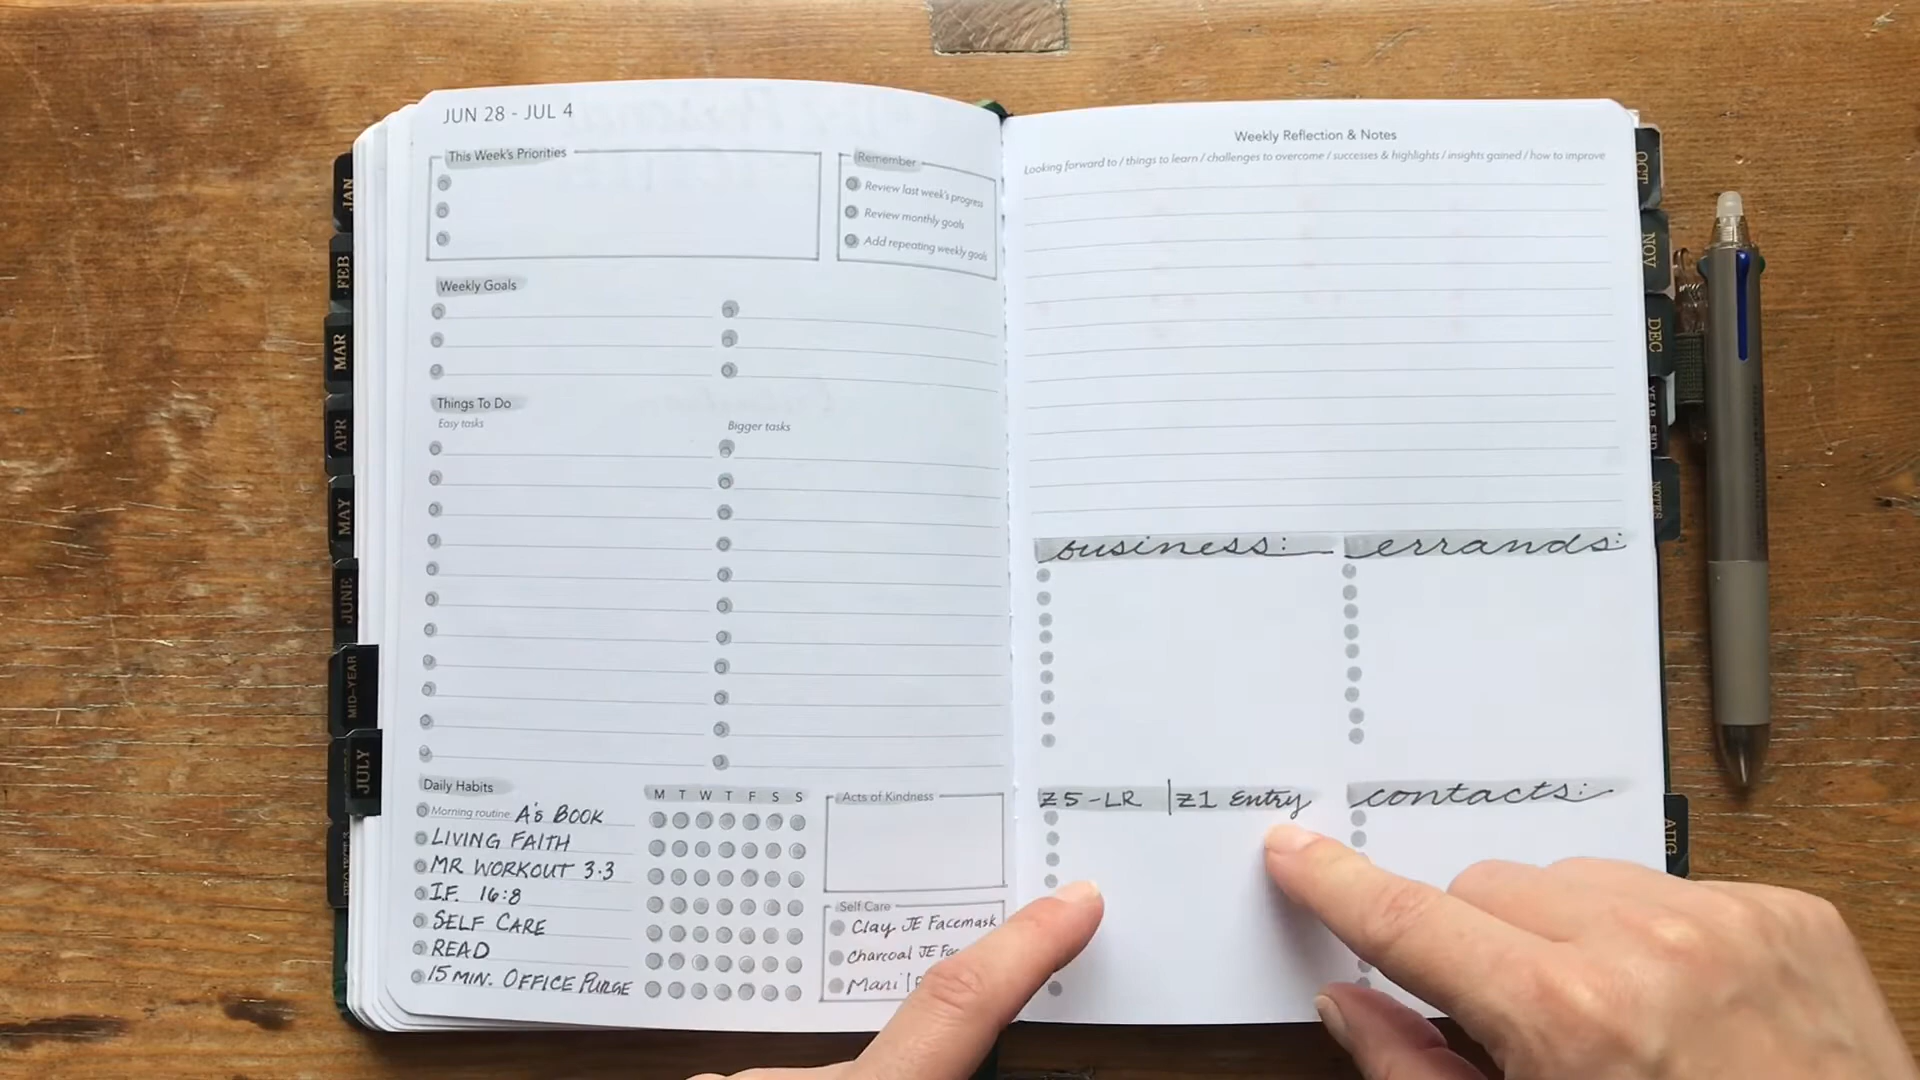 JUN 28 - JUL 4
This Week's Priorities
Remember
Review last week's progress
Review monthly goals
Add repeating weekly goals
Weekly Goals
Things To Do
Easy tasks
Bigger tasks
Daily Habits
M T W T F S S
Morning routine A's BOOK
LIVING FAITH
MR WORKOUT 3.3
I.F. 16:8
SELF CARE
READ
15 MIN. OFFICE PURGE
Acts of Kindness
Self Care
Clay JE Facemask
Charcoal JE
Mani
Weekly Reflection & Notes
Looking forward to / things to learn / challenges to overcome / successes & highlights / insights gained / how to improve
business:
errands:
Z5-LR | Z1 Entry
contacts:
JAN
FEB
MAR
APR
MAY
JUNE
MID-YEAR
JULY
OCT
NOV
DEC
YEAR END
NOTES
AUG